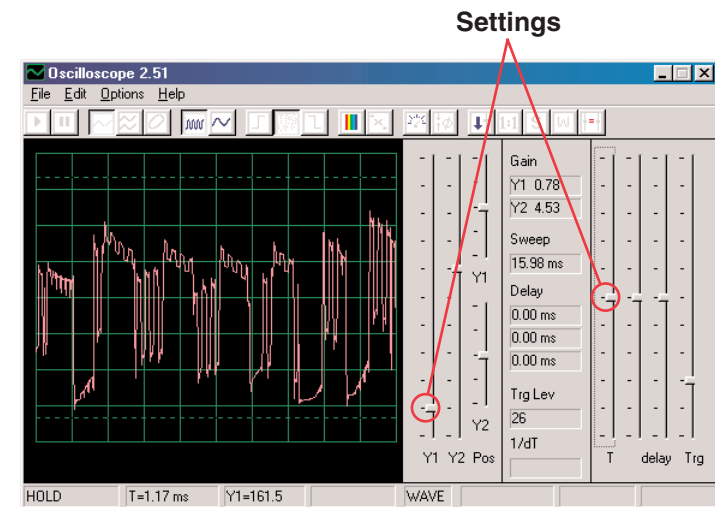 Settings
Oscilloscope 2.51
File Edit Options Help
1:1 S W
Gain
Y1 0.78
Y2 4.53
Sweep
15.98 ms
Y1
Delay
0.00 ms
0.00 ms
0.00 ms
Trg Lev
26
Y2
1/dT
Y1 Y2 Pos
T delay Trg
HOLD T=1.17 ms Y1=161.5 WAVE